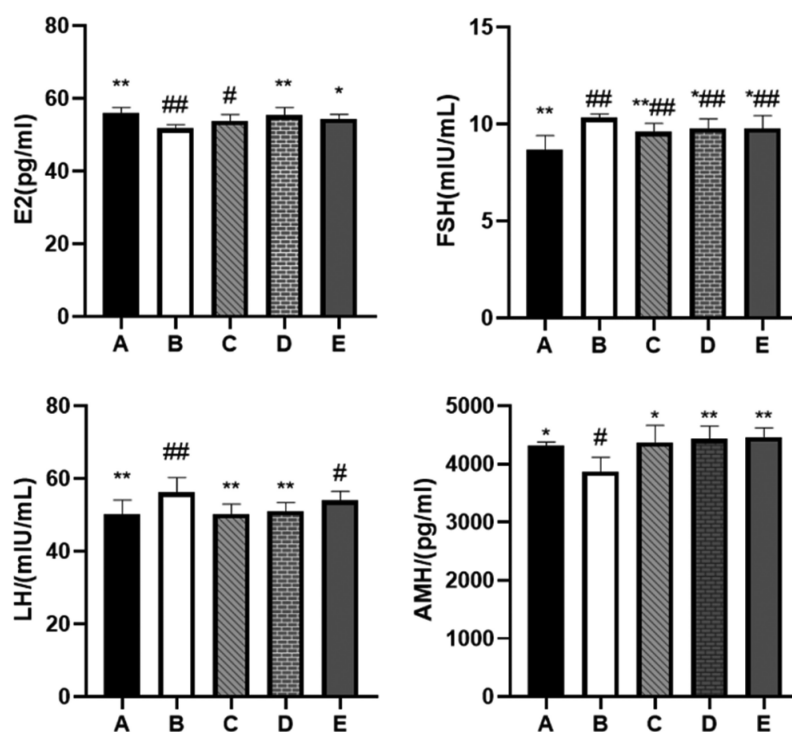 80
60
40
20
0
E2(pg/ml)
** ## # ** *
A B C D E
15
10
5
0
FSH(mIU/mL)
** ## **## *## *##
A B C D E
80
60
40
20
0
LH/(mIU/mL)
** ## ** ** #
A B C D E
5000
4000
3000
2000
1000
0
AMH/(pg/ml)
* # * ** **
A B C D E